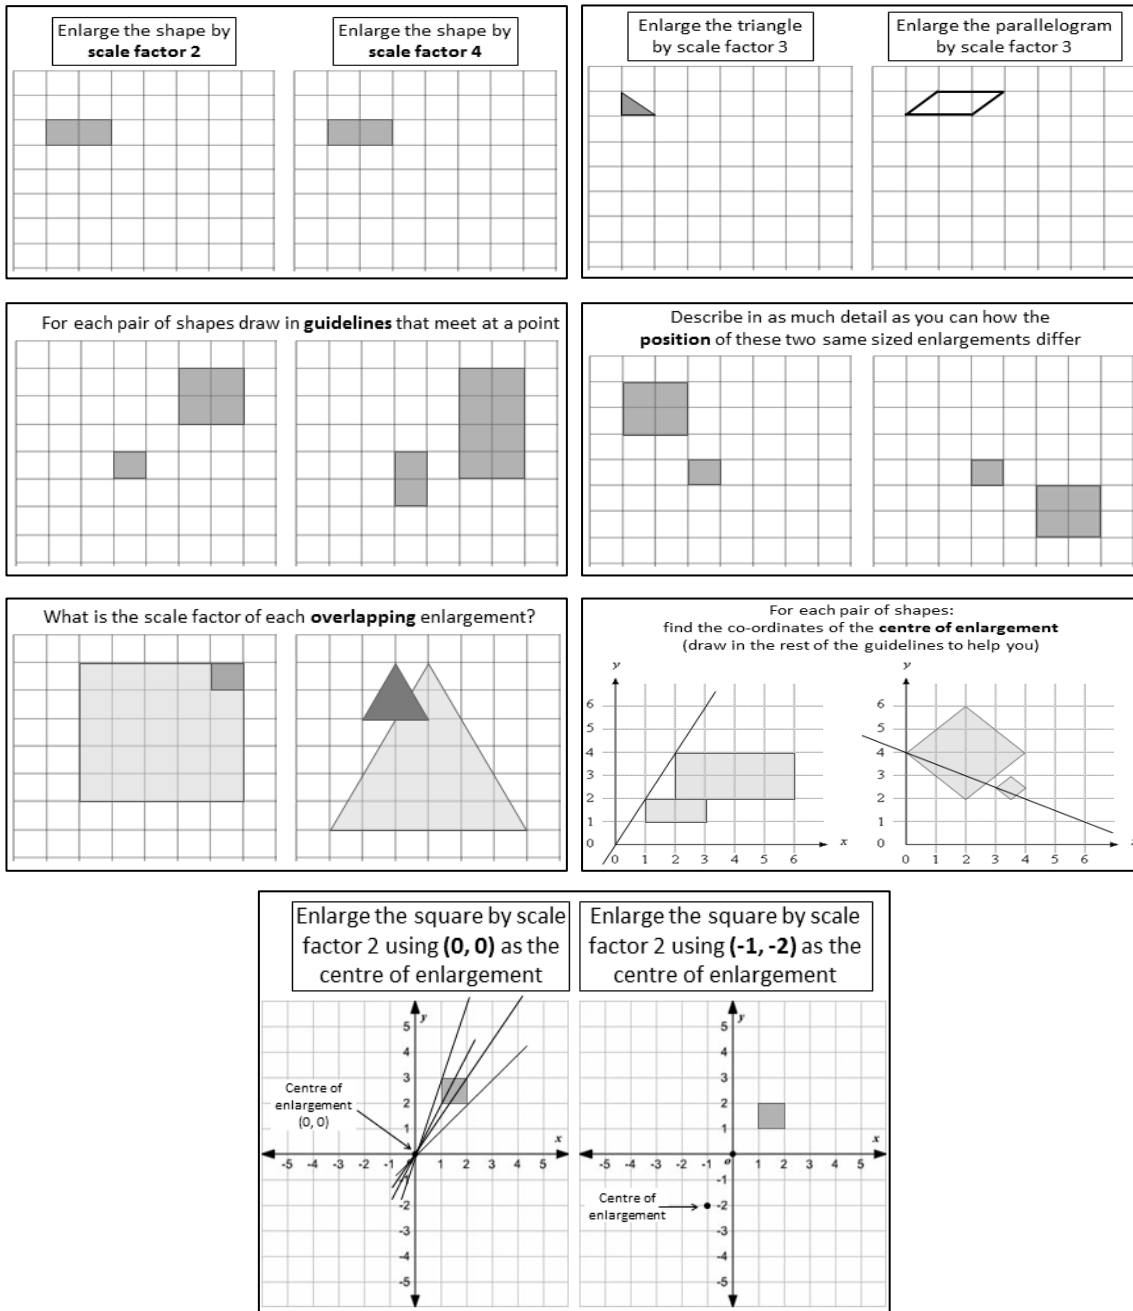 Enlarge the shape by
scale factor 2
Enlarge the shape by
scale factor 4
Enlarge the triangle
by scale factor 3
Enlarge the parallelogram
by scale factor 3
For each pair of shapes draw in guidelines that meet at a point
Describe in as much detail as you can how the
position of these two same sized enlargements differ
What is the scale factor of each overlapping enlargement?
For each pair of shapes:
find the co-ordinates of the centre of enlargement
(draw in the rest of the guidelines to help you)
y
6
5
4
3
2
1
0
0 1 2 3 4 5 6
x
y
6
5
4
3
2
1
0
0 1 2 3 4 5 6
Enlarge the square by scale
factor 2 using (0, 0) as the
centre of enlargement
y
5
4
3
2
1
Centre of
enlargement
(0, 0)
x
-5 -4 -3 -2 -1 1 2 3 4 5
-1
-2
-3
-4
-5
Enlarge the square by scale
factor 2 using (-1, -2) as the
centre of enlargement
y
5
4
3
2
1
x
-5 -4 -3 -2 -1 o 1 2 3 4 5
-1
-2
-3
-4
-5
Centre of
enlargement